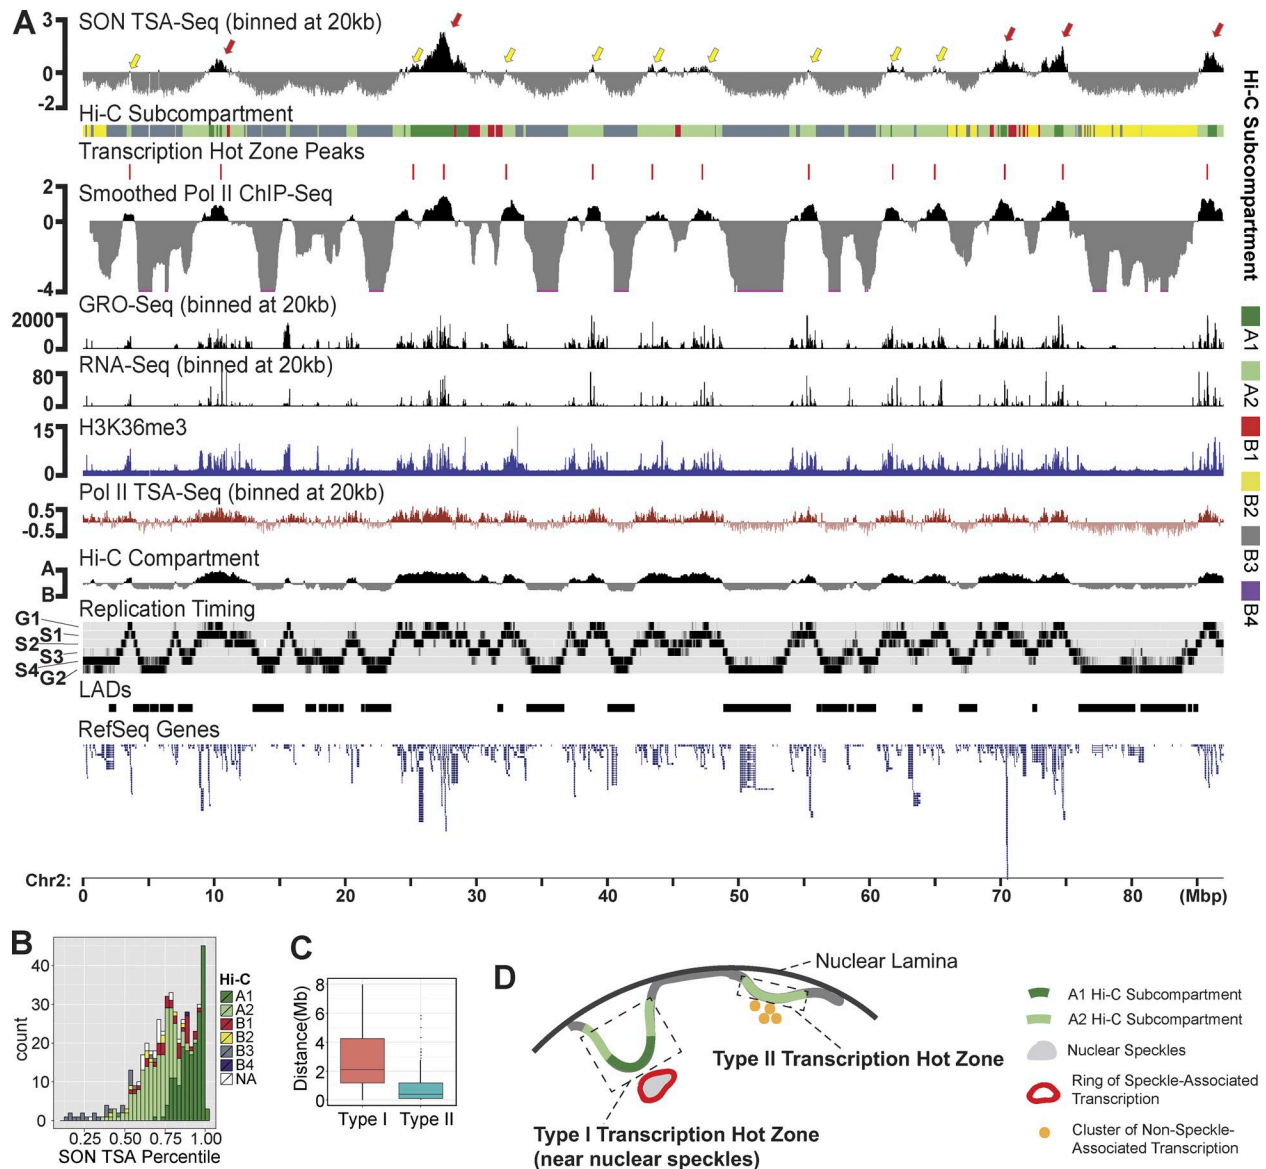 A
SON TSA-Seq (binned at 20kb)
3
0
-2
Hi-C Subcompartment
Transcription Hot Zone Peaks
Smoothed Pol II ChIP-Seq
2
0
-4
GRO-Seq (binned at 20kb)
2000
0
RNA-Seq (binned at 20kb)
80
0
H3K36me3
15
0
Pol II TSA-Seq (binned at 20kb)
0.5
-0.5
Hi-C Compartment
A
B
Replication Timing
G1
S1
S2
S3
S4
G2
LADs
RefSeq Genes
Chr2:
0 10 20 30 40 50 60 70 80 (Mbp)
Hi-C Subcompartment
A1
A2
B1
B2
B3
B4
B
count
40
30
20
10
0
0.25 0.50 0.75 1.00
SON TSA Percentile
Hi-C
A1
A2
B1
B2
B3
B4
NA
C
Distance(Mb)
8
6
4
2
0
Type I Type II
D
Nuclear Lamina
Type II Transcription Hot Zone
Type I Transcription Hot Zone
(near nuclear speckles)
A1 Hi-C Subcompartment
A2 Hi-C Subcompartment
Nuclear Speckles
Ring of Speckle-Associated
Transcription
Cluster of Non-Speckle-
Associated Transcription